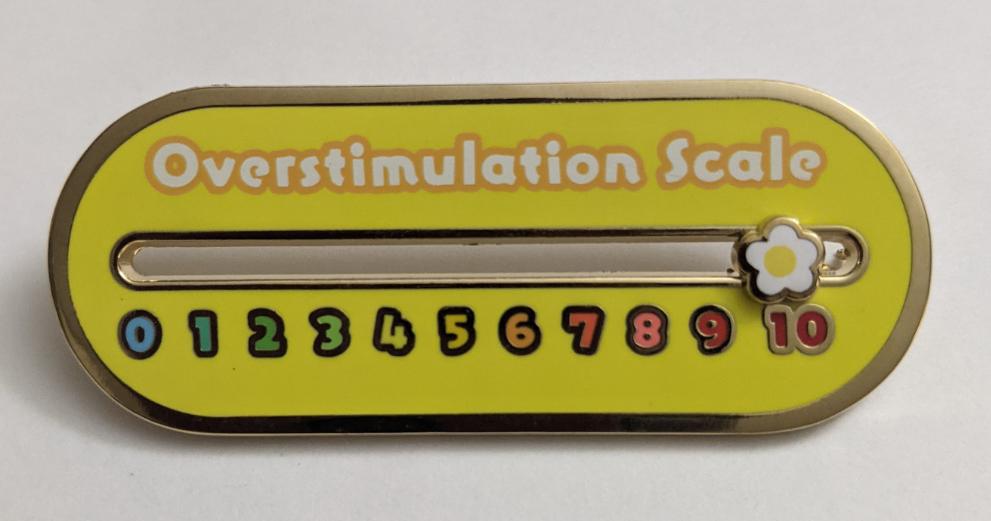 Overstimulation Scale
0 1 2 3 4 5 6 7 8 9 10